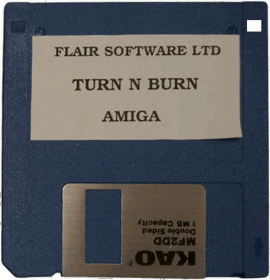 FLAIR SOFTWARE LTD
TURN N BURN
AMIGA
KAO
MF2DD
Double Sided
1 MB Capacity